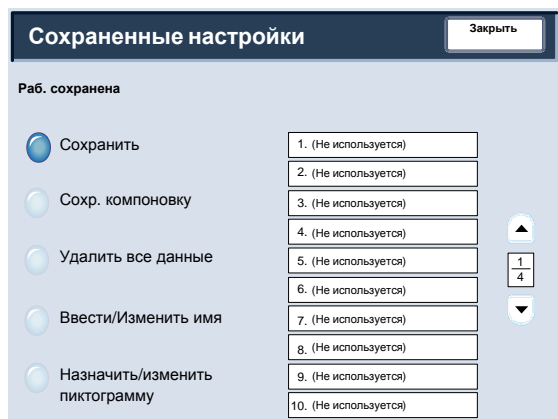 Сохраненные настройки
Закрыть
Раб. сохранена
Сохранить
Сохр. компоновку
Удалить все данные
Ввести/Изменить имя
Назначить/изменить
пиктограмму
1. (Не используется)
2. (Не используется)
3. (Не используется)
4. (Не используется)
5. (Не используется)
6. (Не используется)
7. (Не используется)
8. (Не используется)
9. (Не используется)
10. (Не используется)
1
4